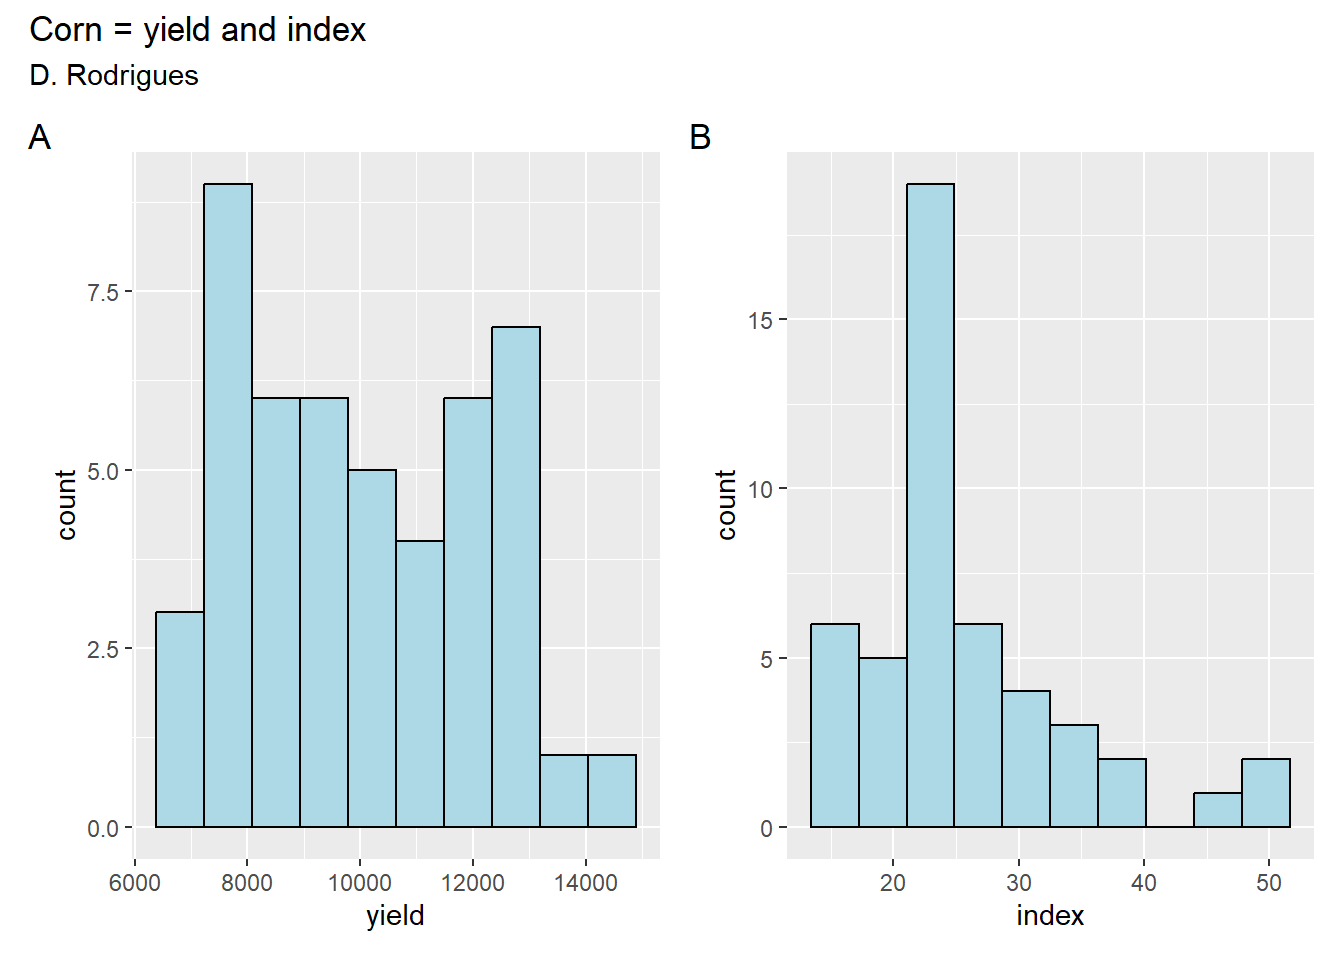 Corn = yield and index
D. Rodrigues
A
count
7.5
5.0
2.5
0.0
6000 8000 10000 12000 14000
yield
B
count
15
10
5
0
20 30 40 50
index